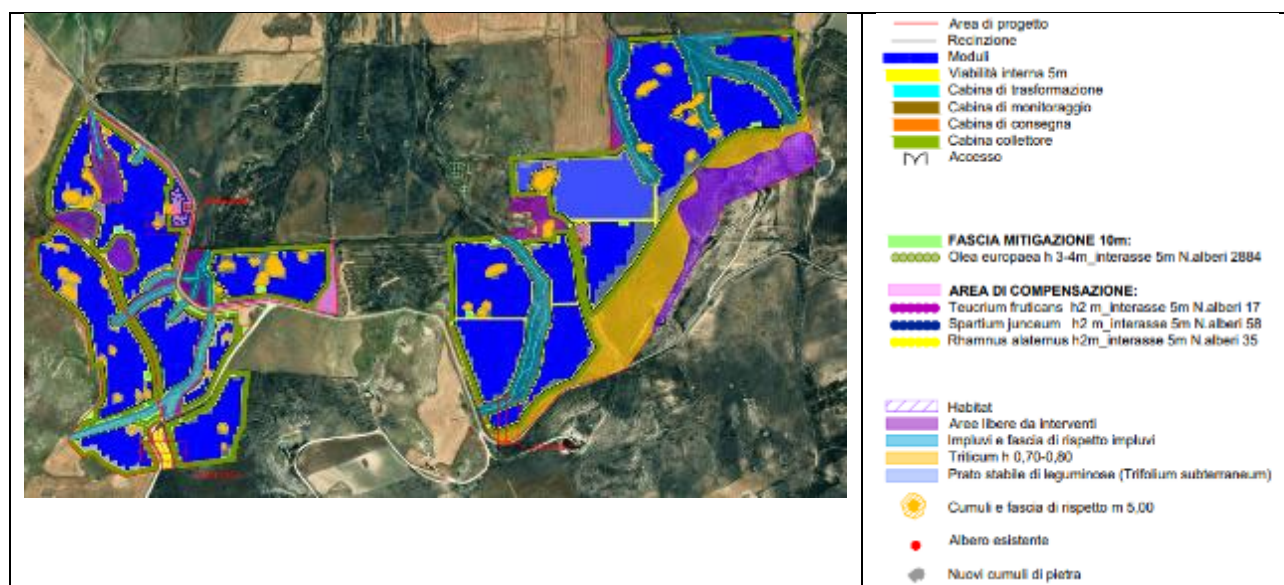 Area di progetto
Recinzione
Moduli
Viabilità interna 5m
Cabina di trasformazione
Cabina di monitoraggio
Cabina di consegna
Cabina collettore
Accesso
FASCIA MITIGAZIONE 10m:
Olea europaea h 3-4m_interasse 5m N.alberi 2884
AREA DI COMPENSAZIONE:
Teucrium fruticans h2 m_interasse 5m N.alberi 17
Spartium junceum h2 m_interasse 5m N.alberi 58
Rhamnus alaternus h2m_interasse 5m N.alberi 35
Habitat
Aree libere da interventi
Impluvi e fascia di rispetto impluvi
Triticum h 0,70-0,80
Prato stabile di leguminose (Trifolium subterraneum)
Cumuli e fascia di rispetto m 5,00
Albero esistente
Nuovi cumuli di pietra